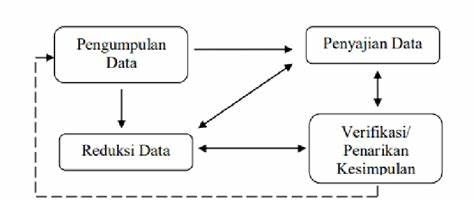 Pengumpulan
Data
Penyajian Data
Reduksi Data
Verifikasi/
Penarikan
Kesimpulan